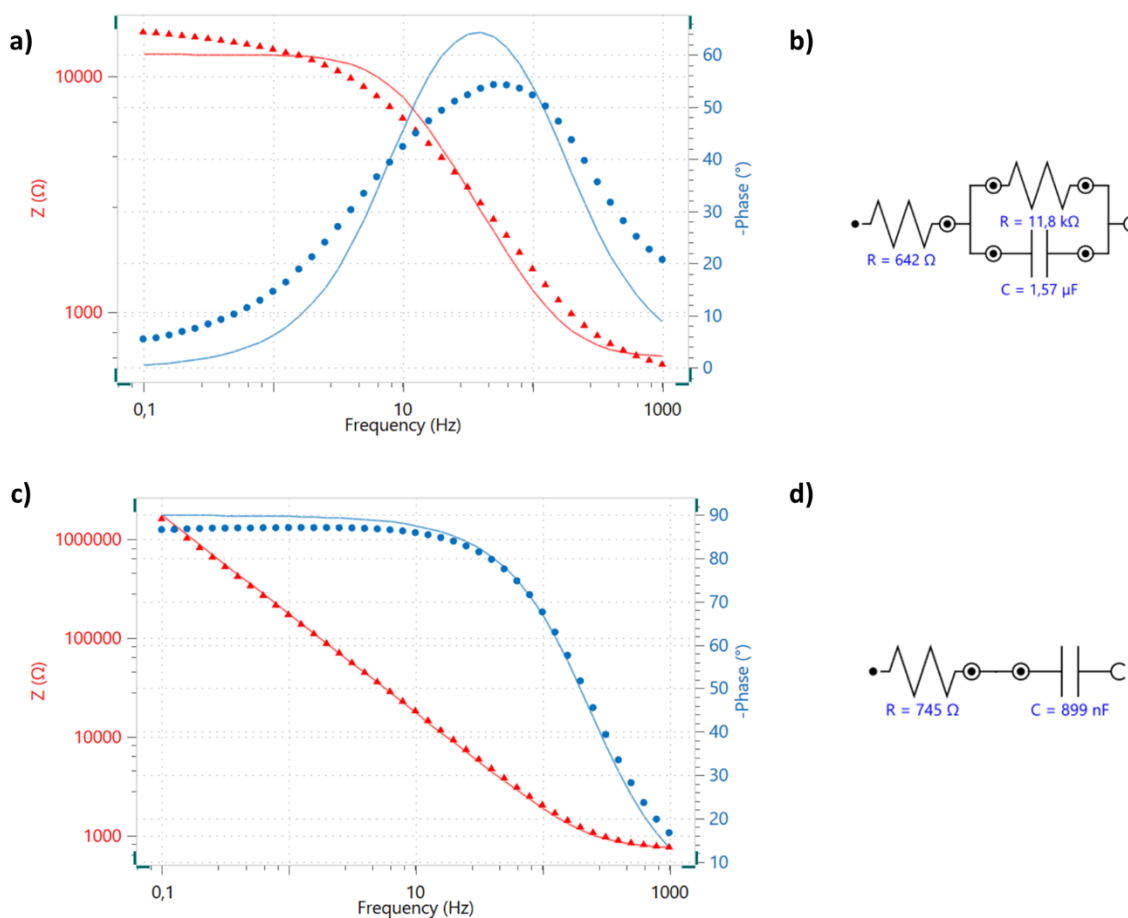 a)
b)
10000
1000
Z (Ω)
60
50
40
30
20
10
0
-Phase (°)
0,1
10
1000
Frequency (Hz)
R = 642 Ω
R = 11,8 kΩ
C = 1,57 µF
c)
d)
1000000
100000
10000
1000
Z (Ω)
90
80
70
60
50
40
30
20
10
-Phase (°)
0,1
10
1000
Frequency (Hz)
R = 745 Ω
C = 899 nF